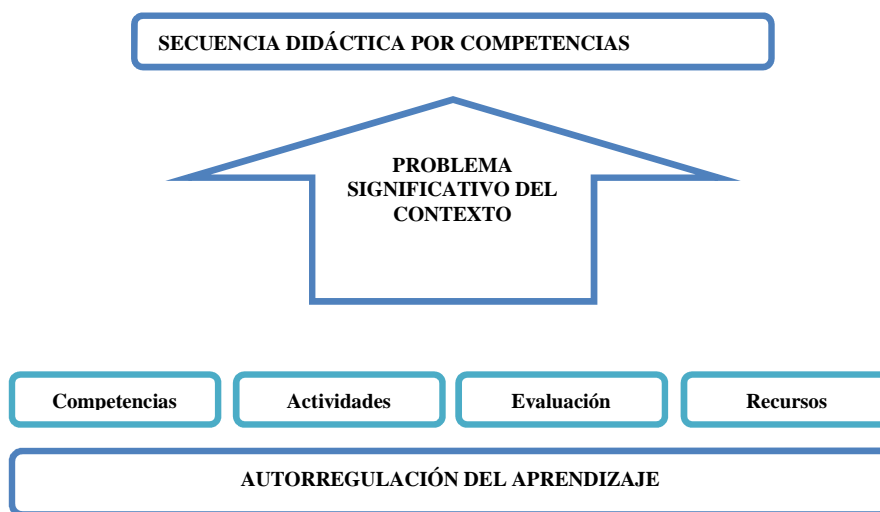 SECUENCIA DIDÁCTICA POR COMPETENCIAS
PROBLEMA
SIGNIFICATIVO DEL
CONTEXTO
Competencias
Actividades
Evaluación
Recursos
AUTORREGULACIÓN DEL APRENDIZAJE